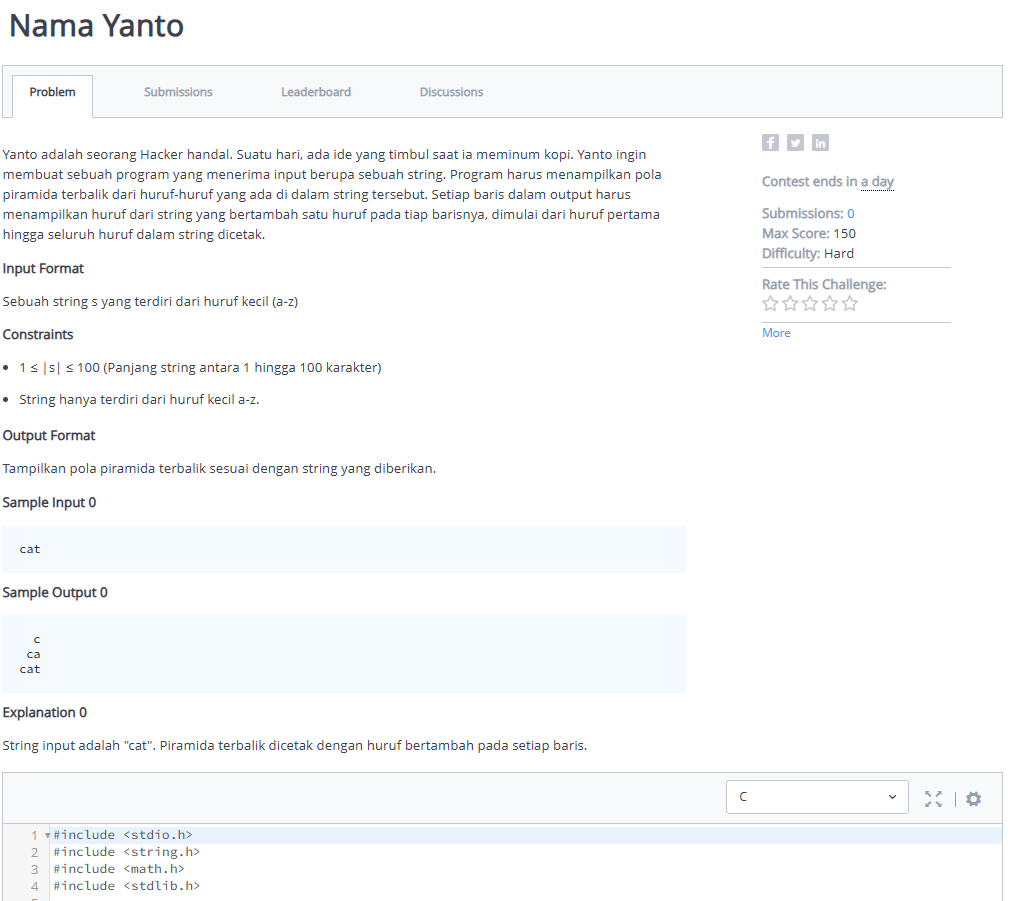 Nama Yanto
Problem
Submissions
Leaderboard
Discussions
Yanto adalah seorang Hacker handal. Suatu hari, ada ide yang timbul saat ia meminum kopi. Yanto ingin
membuat sebuah program yang menerima input berupa sebuah string. Program harus menampilkan pola
piramida terbalik dari huruf-huruf yang ada di dalam string tersebut. Setiap baris dalam output harus
menampilkan huruf dari string yang bertambah satu huruf pada tiap barisnya, dimulai dari huruf pertama
hingga seluruh huruf dalam string dicetak.
Input Format
Sebuah string s yang terdiri dari huruf kecil (a-z)
Constraints
• 1 ≤ |s| ≤ 100 (Panjang string antara 1 hingga 100 karakter)
• String hanya terdiri dari huruf kecil a-z.
Output Format
Tampilkan pola piramida terbalik sesuai dengan string yang diberikan.
Sample Input 0
cat
Sample Output 0
  c
 ca
cat
Explanation 0
String input adalah "cat". Piramida terbalik dicetak dengan huruf bertambah pada setiap baris.
f
in
Contest ends in a day
Submissions: 0
Max Score: 150
Difficulty: Hard
Rate This Challenge:
More
C
1 #include <stdio.h>
2 #include <string.h>
3 #include <math.h>
4 #include <stdlib.h>